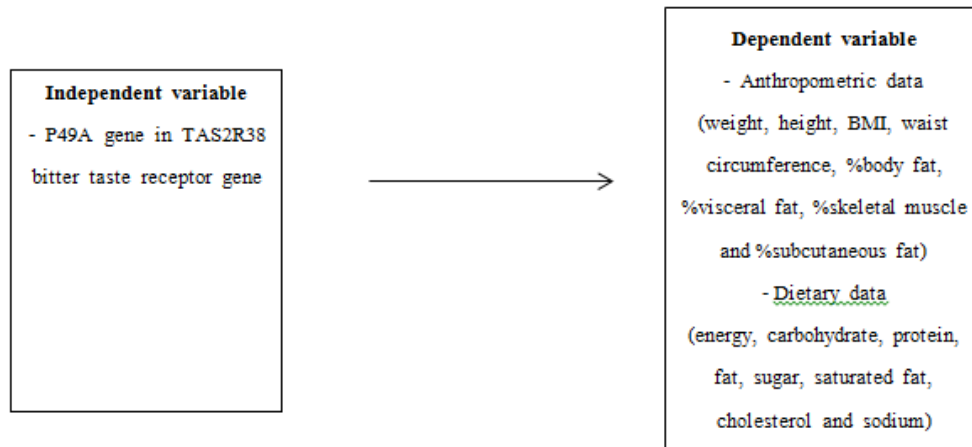 Independent variable
- P49A gene in TAS2R38
bitter taste receptor gene
Dependent variable
- Anthropometric data
(weight, height, BMI, waist
circumference, %body fat,
%visceral fat, %skeletal muscle
and %subcutaneous fat)
- Dietary data
(energy, carbohydrate, protein,
fat, sugar, saturated fat,
cholesterol and sodium)